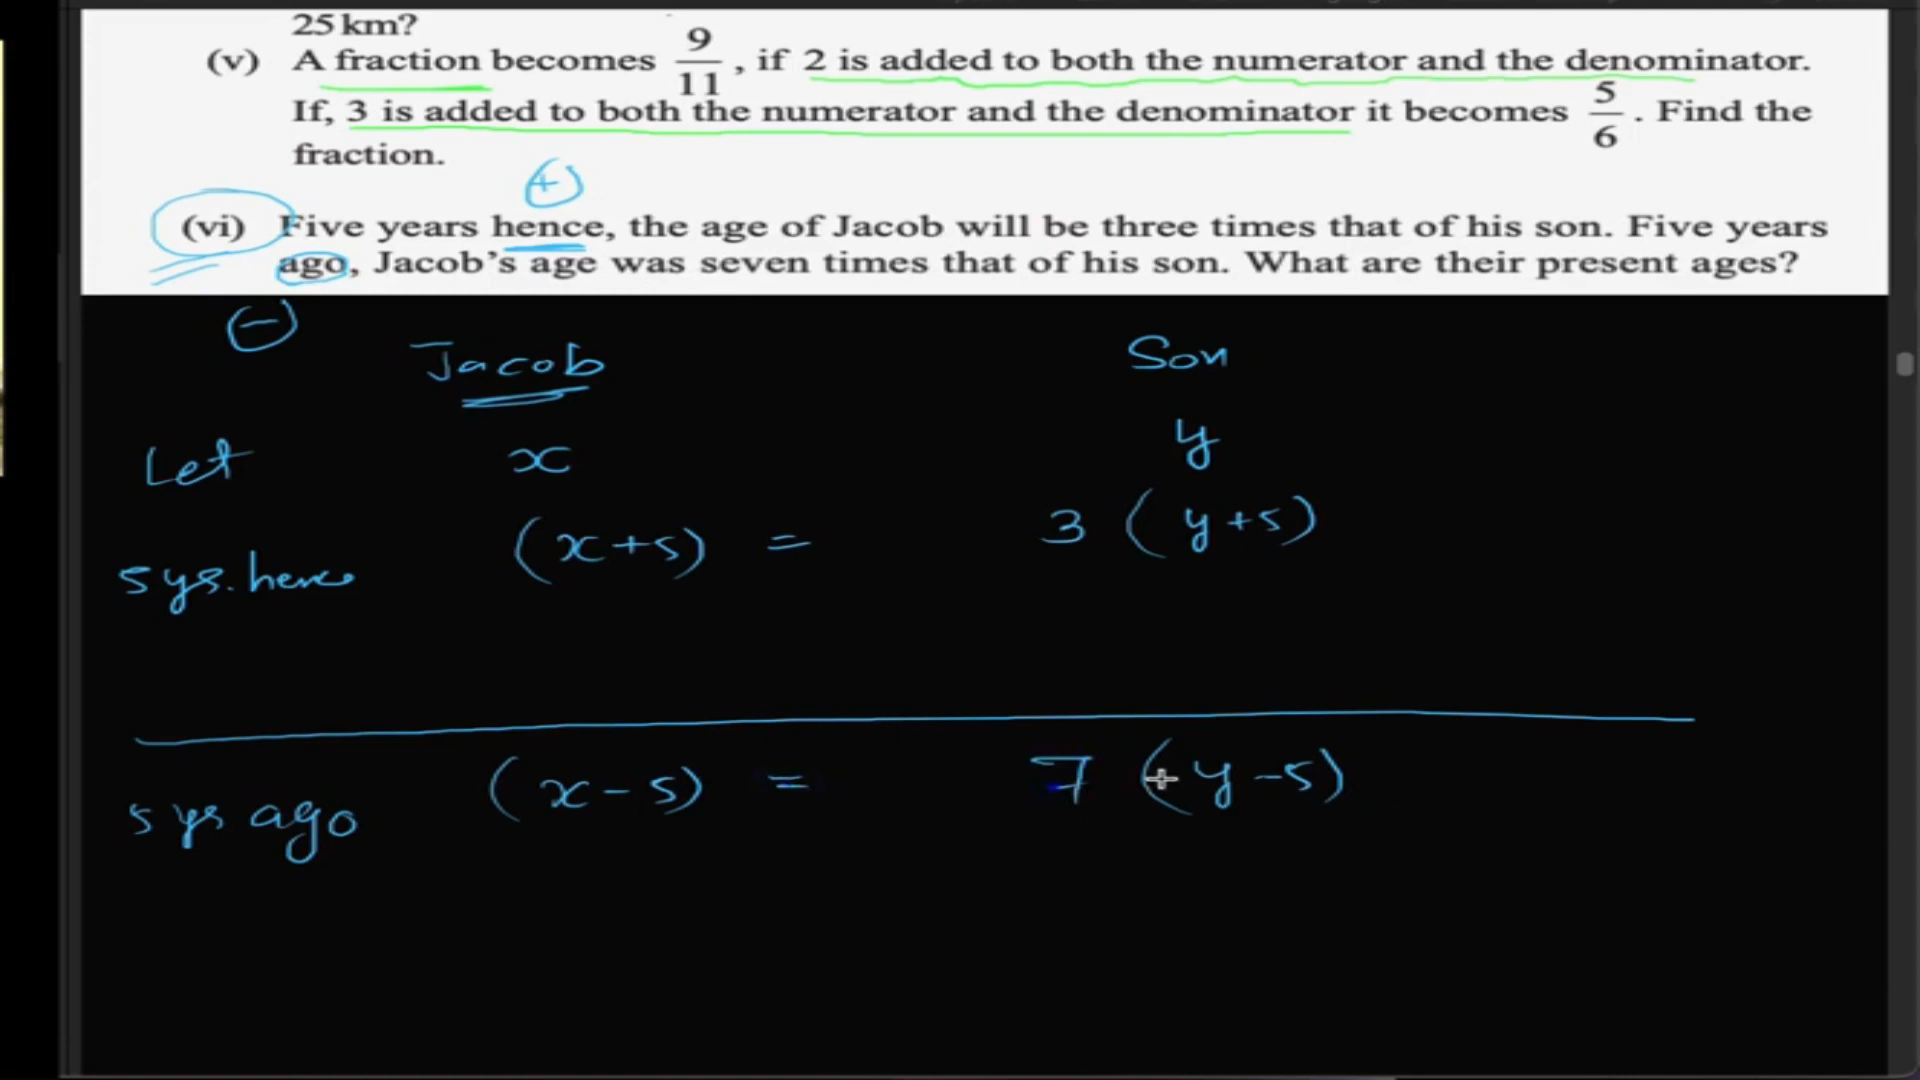 25 km?
(v) A fraction becomes 9/11, if 2 is added to both the numerator and the denominator.
If, 3 is added to both the numerator and the denominator it becomes 5/6. Find the
fraction.
+
(vi) Five years hence, the age of Jacob will be three times that of his son. Five years
ago, Jacob's age was seven times that of his son. What are their present ages?
−
Jacob Son
Let x y
5 ys. hence (x+5) = 3 (y+5)
5 ys ago (x-5) = 7 (y-5)